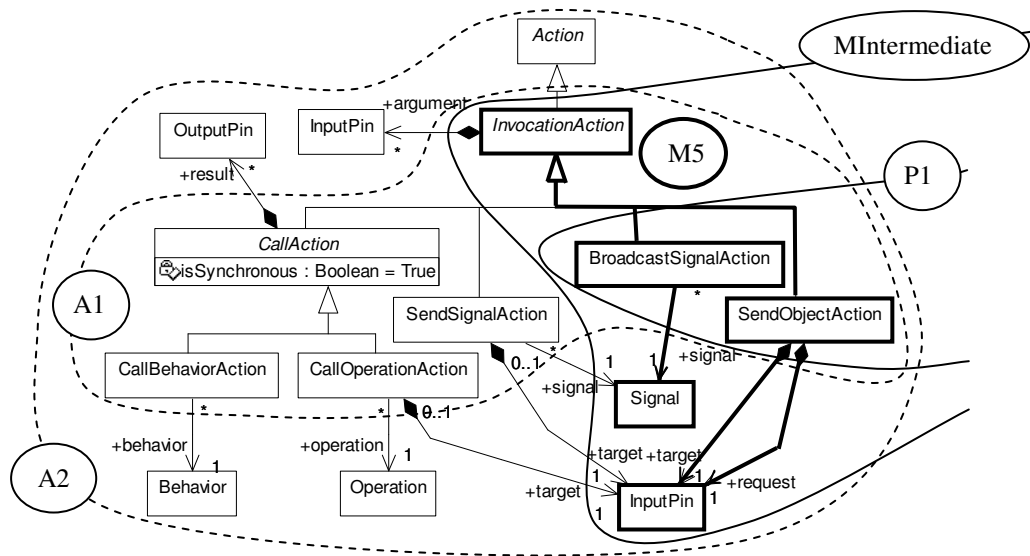 Action
MIntermediate
+argument
OutputPin
InputPin
*
InvocationAction
M5
*
+result
P1
CallAction
isSynchronous : Boolean = True
BroadcastSignalAction
*
A1
SendSignalAction
SendObjectAction
CallBehaviorAction
CallOperationAction
0..1
*
1
1
+signal
+signal
Signal
*
*
0..1
+behavior
+operation
+target
+target
A2
1
1
1
1
+request
Behavior
Operation
+target
InputPin
1
1